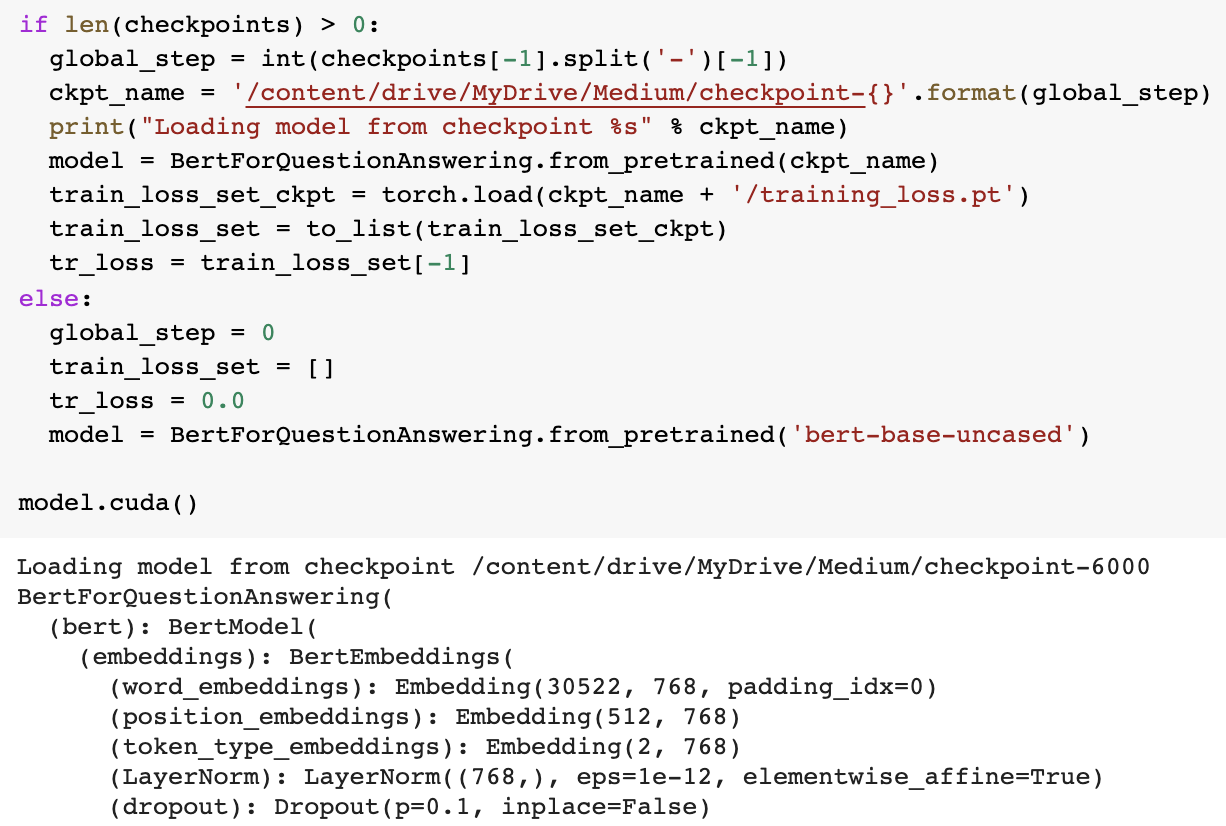 if len(checkpoints) > 0:
  global_step = int(checkpoints[-1].split('-')[-1])
  ckpt_name = '/content/drive/MyDrive/Medium/checkpoint-{}'.format(global_step)
  print("Loading model from checkpoint %s" % ckpt_name)
  model = BertForQuestionAnswering.from_pretrained(ckpt_name)
  train_loss_set_ckpt = torch.load(ckpt_name + '/training_loss.pt')
  train_loss_set = to_list(train_loss_set_ckpt)
  tr_loss = train_loss_set[-1]
else:
  global_step = 0
  train_loss_set = []
  tr_loss = 0.0
  model = BertForQuestionAnswering.from_pretrained('bert-base-uncased')

model.cuda()

Loading model from checkpoint /content/drive/MyDrive/Medium/checkpoint-6000
BertForQuestionAnswering(
  (bert): BertModel(
    (embeddings): BertEmbeddings(
      (word_embeddings): Embedding(30522, 768, padding_idx=0)
      (position_embeddings): Embedding(512, 768)
      (token_type_embeddings): Embedding(2, 768)
      (LayerNorm): LayerNorm((768,), eps=1e-12, elementwise_affine=True)
      (dropout): Dropout(p=0.1, inplace=False)